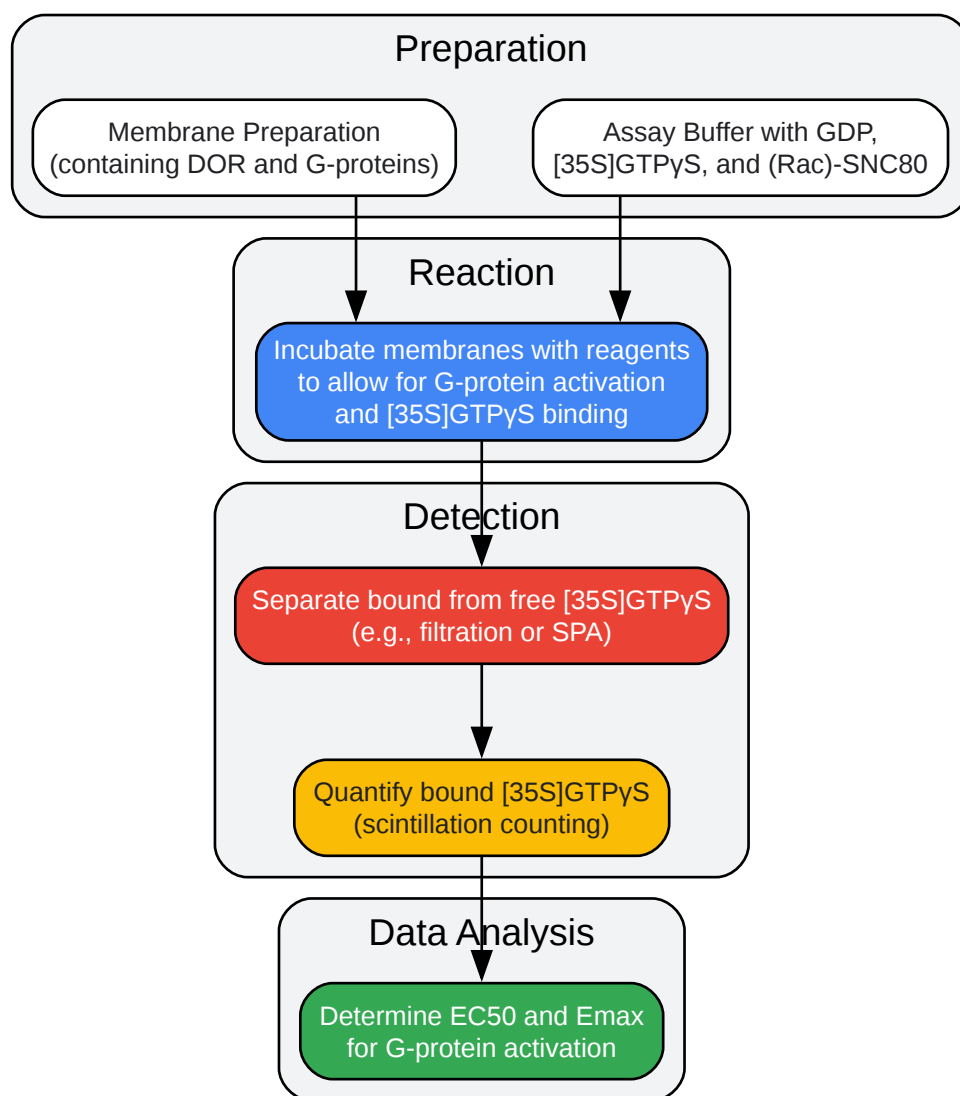 Preparation
Membrane Preparation
(containing DOR and G-proteins)
Assay Buffer with GDP,
[35S]GTPγS, and (Rac)-SNC80
Reaction
Incubate membranes with reagents
to allow for G-protein activation
and [35S]GTPγS binding
Detection
Separate bound from free [35S]GTPγS
(e.g., filtration or SPA)
Quantify bound [35S]GTPγS
(scintillation counting)
Data Analysis
Determine EC50 and Emax
for G-protein activation